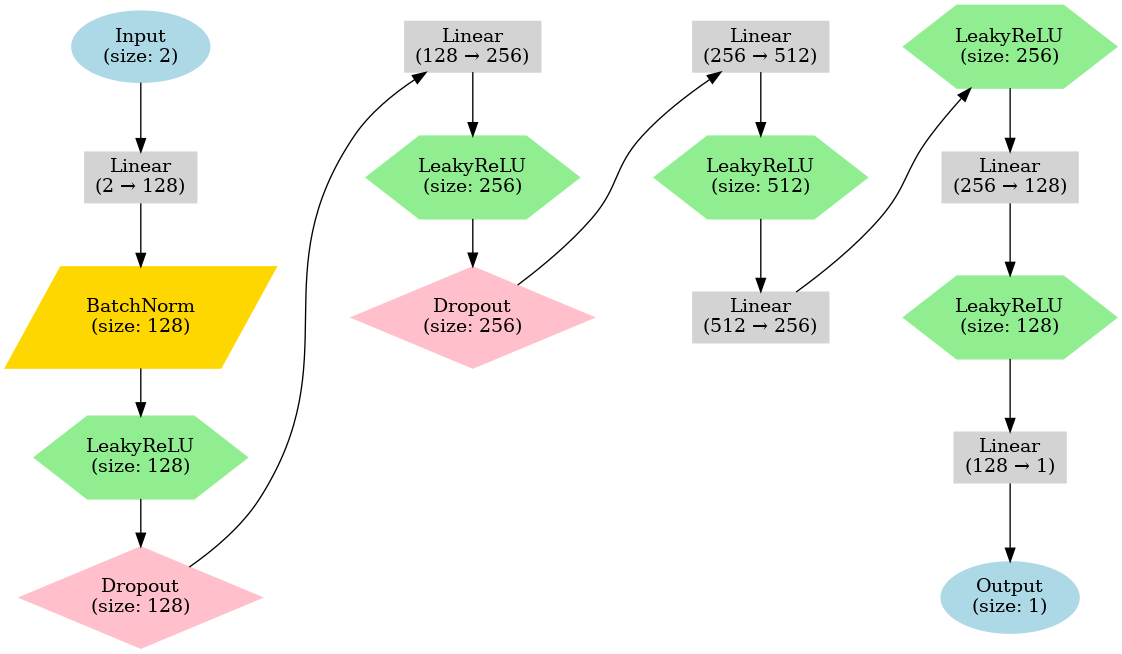 Input
(size: 2)
Linear
(2 → 128)
BatchNorm
(size: 128)
LeakyReLU
(size: 128)
Dropout
(size: 128)
Linear
(128 → 256)
LeakyReLU
(size: 256)
Dropout
(size: 256)
Linear
(256 → 512)
LeakyReLU
(size: 512)
Linear
(512 → 256)
LeakyReLU
(size: 256)
Linear
(256 → 128)
LeakyReLU
(size: 128)
Linear
(128 → 1)
Output
(size: 1)